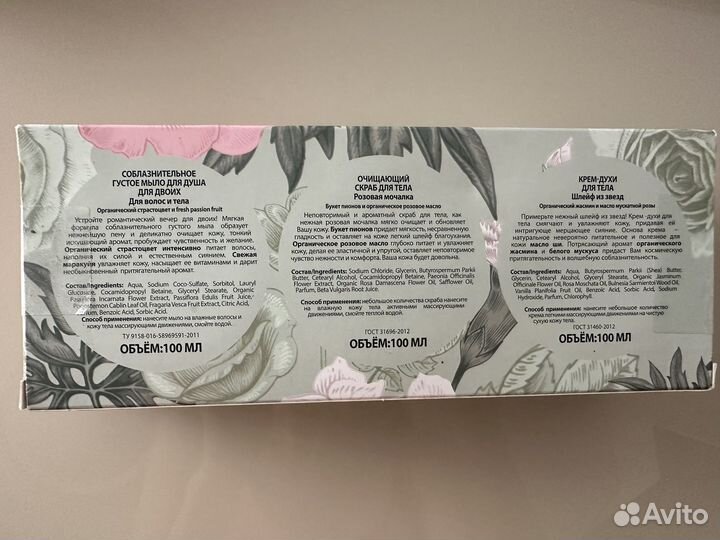 СОБЛАЗНИТЕЛЬНОЕ
ГУСТОЕ МЫЛО ДЛЯ ДУША
ДЛЯ ДВОИХ
Для волос и тела
Органический страстоцвет и fresh passion fruit
Устройте романтический вечер для двоих! Мягкая
формула соблазнительного густого мыла образует
нежнейшую пену и деликатно очищает кожу, тонкий
искушающий аромат, пробуждает чувственность и желание.
Органический страстоцвет интенсивно питает волосы,
наполняя их силой и естественным сиянием. Свежая
маракуйя увлажняет кожу, насыщает ее витаминами и дарит
необыкновенный притягательный аромат.
Состав/Ingredients: Aqua, Sodium Coco-Sulfate, Sorbitol, Lauryl
Glucoside, Cocamidopropyl Betaine, Glyceryl Stearate, Organic
Passiflora Incarnata Flower Extract, Passiflora Edulis Fruit Juice,
Pogostemon Cablin Leaf Oil, Fragaria Vesca Fruit Extract, Citric Acid,
Parfum, Benzoic Acid, Sorbic Acid.
Способ применения: нанесите мыло на влажные волосы и
кожу тела массирующими движениями, смойте водой.
ТУ 9158-016-58969591-2011
ОБЪЁМ:100 МЛ
ОЧИЩАЮЩИЙ
СКРАБ ДЛЯ ТЕЛА
Розовая мочалка
Букет пионов и органическое розовое масло
Неповторимый и ароматный скраб для тела, как
нежная розовая мочалка мягко очищает и обновляет
Вашу кожу. Букет пионов придает мягкость, несравненную
гладкость и оставляет на коже легкий шлейф благоухания.
Органическое розовое масло глубоко питает и увлажняет
кожу, делая ее эластичной и упругой, оставляет неповторимое
чувство нежности и комфорта. Ваша кожа будет довольна.
Состав/Ingredients: Sodium Chloride, Glycerin, Butyrospermum Parkii
Butter, Cetearyl Alcohol, Cocamidopropyl Betaine, Paeonia Officinalis
Flower Extract, Organic Rosa Damascena Flower Oil, Safflower Oil,
Parfum, Beta Vulgaris Root Juice.
Способ применения: небольшое количество скраба нанесите
на влажную кожу тела активными массирующими
движениями, смойте теплой водой.
ГОСТ 31696-2012
ОБЪЁМ:100 МЛ
КРЕМ-ДУХИ
ДЛЯ ТЕЛА
Шлейф из звезд
Органический жасмин и масло мускатной розы
Примерьте нежный шлейф из звезд! Крем -духи для
тела смягчают и увлажняют кожу, придавая ей
интригующее мерцающее сияние. Основа крема –
натуральное невероятно питательное и полезное для
кожи масло ши. Потрясающий аромат органического
жасмина и белого мускуса придает Вам космическую
притягательность и волшебную соблазнительность.
Состав/Ingredients: Aqua, Butyrospermum Parkii (Shea) Butter,
Glycerin, Cetearyl Alcohol, Glyceryl Stearate, Organic Jasminum
Officinale Flower Oil, Rosa Moschata Oil, Bulnesia Sarmientoi Wood Oil,
Vanilla Planifolia Fruit Oil, Benzoic Acid, Sorbic Acid, Sodium
Hydroxide, Parfum, Chlorophyll.
Способ применения: нанесите небольшое количество
крема легкими массирующими движениями на чистую
сухую кожу тела.
ГОСТ 31460-2012
ОБЪЁМ:100 МЛ
Avito